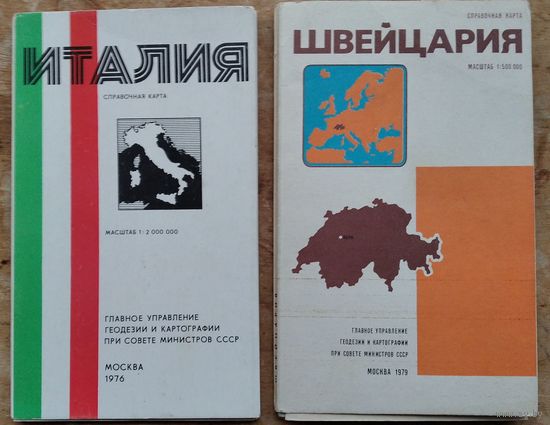 ИТАЛИЯ
СПРАВОЧНАЯ КАРТА
МАСШТАБ 1:2 000 000
ГЛАВНОЕ УПРАВЛЕНИЕ
ГЕОДЕЗИИ И КАРТОГРАФИИ
ПРИ СОВЕТЕ МИНИСТРОВ СССР
МОСКВА
1976
СПРАВОЧНАЯ КАРТА
ШВЕЙЦАРИЯ
МАСШТАБ 1:500 000
ГЛАВНОЕ УПРАВЛЕНИЕ
ГЕОДЕЗИИ И КАРТОГРАФИИ
ПРИ СОВЕТЕ МИНИСТРОВ СССР
МОСКВА 1979